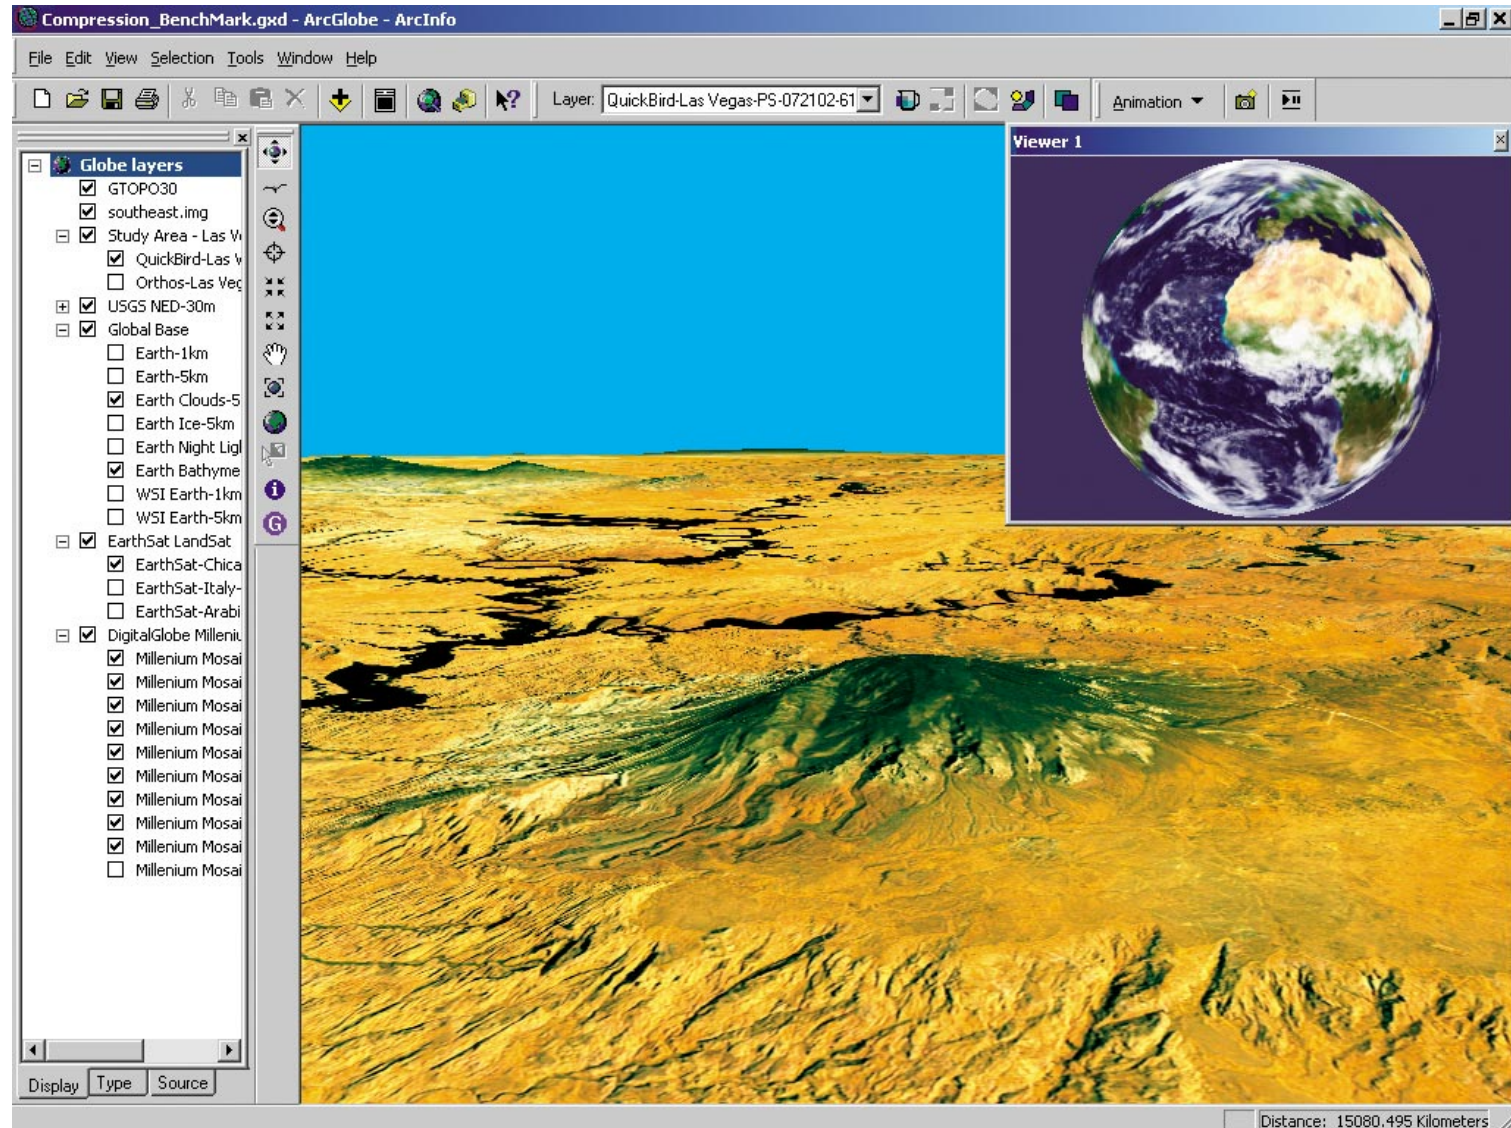 Compression_BenchMark.gxd - ArcGlobe - ArcInfo
File Edit View Selection Tools Window Help
Layer: QuickBird-Las Vegas-PS-072102-61
Animation
Viewer 1
Globe layers
GTOPO30
southeast.img
Study Area - Las V
QuickBird-Las V
Orthos-Las Veg
USGS NED-30m
Global Base
Earth-1km
Earth-5km
Earth Clouds-5
Earth Ice-5km
Earth Night Ligl
Earth Bathyme
WSI Earth-1km
WSI Earth-5km
EarthSat LandSat
EarthSat-Chica
EarthSat-Italy-
EarthSat-Arabi
DigitalGlobe Milleniu
Millenium Mosai
Millenium Mosai
Millenium Mosai
Millenium Mosai
Millenium Mosai
Millenium Mosai
Millenium Mosai
Millenium Mosai
Millenium Mosai
Millenium Mosai
Display Type Source
Distance: 15080.495 Kilometers